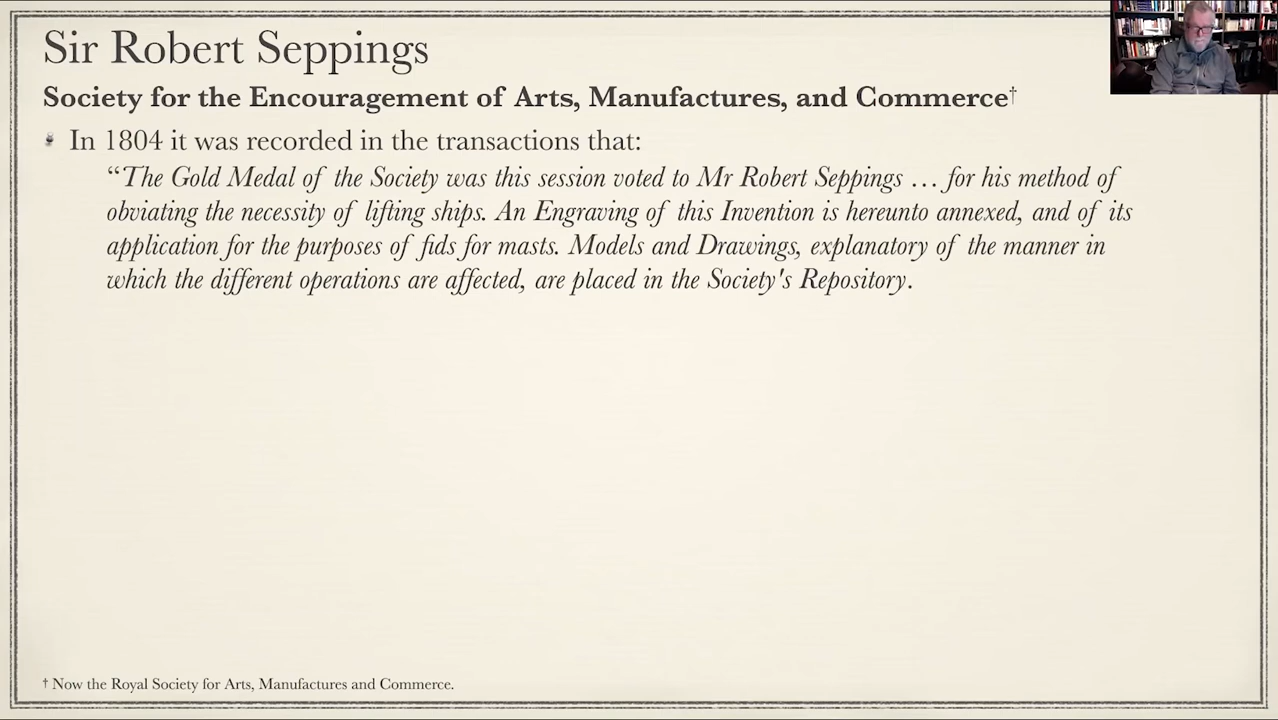 Sir Robert Seppings
Society for the Encouragement of Arts, Manufactures, and Commerce†
In 1804 it was recorded in the transactions that:
“The Gold Medal of the Society was this session voted to Mr Robert Seppings … for his method of
obviating the necessity of lifting ships. An Engraving of this Invention is hereunto annexed, and of its
application for the purposes of fids for masts. Models and Drawings, explanatory of the manner in
which the different operations are affected, are placed in the Society's Repository.
† Now the Royal Society for Arts, Manufactures and Commerce.